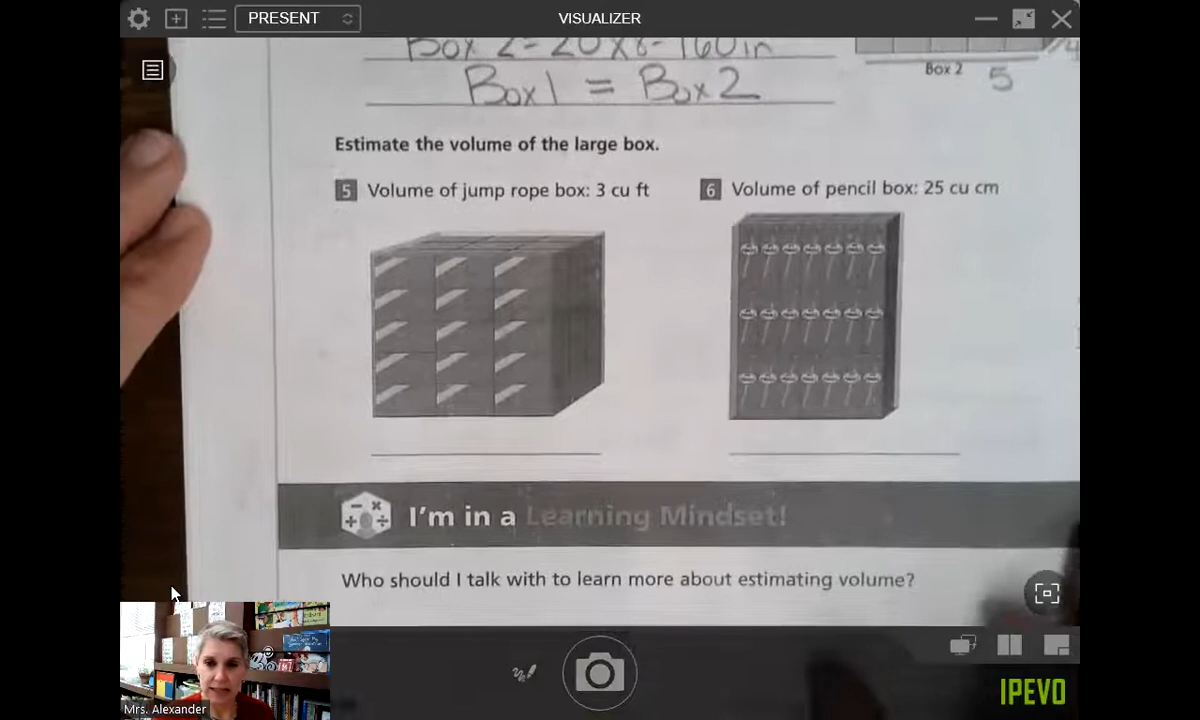 PRESENT
VISUALIZER
Box 2 - 20 x 8 - 160 in
Box 1 = Box 2
Box 2 5
Estimate the volume of the large box.
5 Volume of jump rope box: 3 cu ft
6 Volume of pencil box: 25 cu cm
I'm in a Learning Mindset!
Who should I talk with to learn more about estimating volume?
Mrs. Alexander
IPEVO